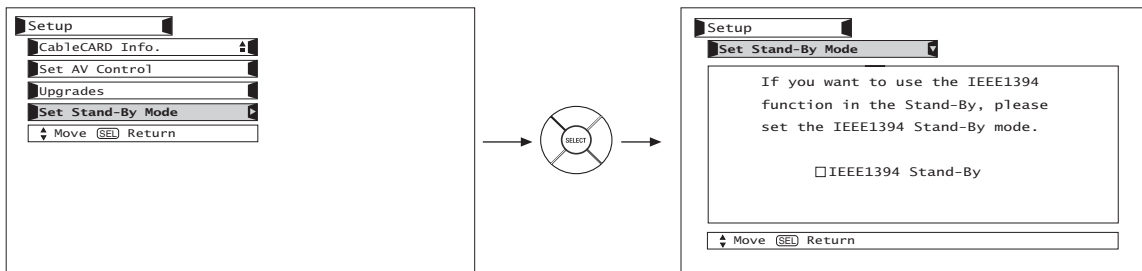 Setup
CableCARD Info.
Set AV Control
Upgrades
Set Stand-By Mode
Move SEL Return
SELECT
Setup
Set Stand-By Mode
If you want to use the IEEE1394
function in the Stand-By, please
set the IEEE1394 Stand-By mode.
IEEE1394 Stand-By
Move SEL Return